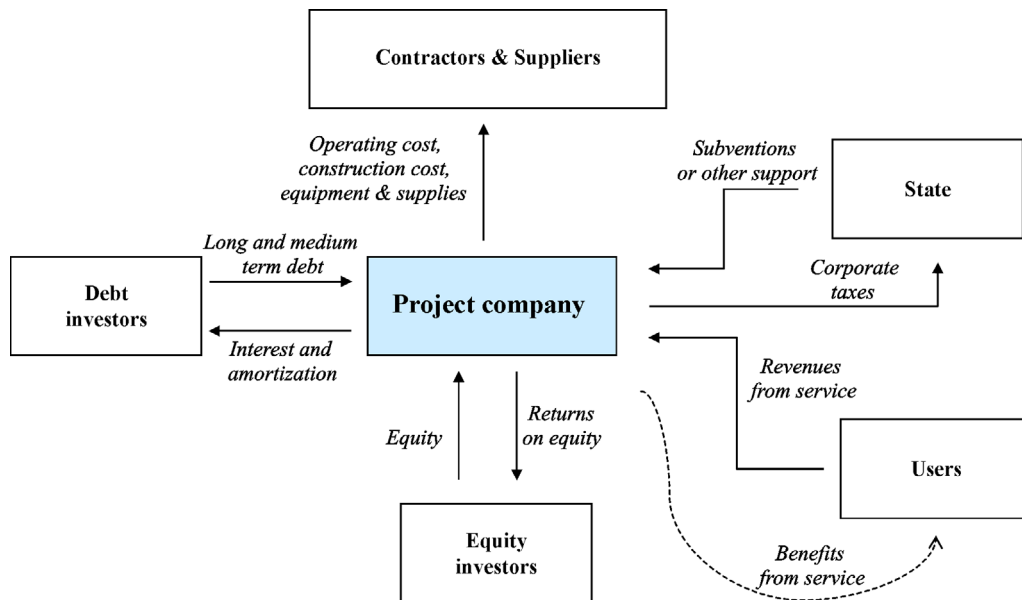 Contractors & Suppliers
Operating cost,
construction cost,
equipment & supplies
Subventions
or other support
State
Long and medium
term debt
Debt
investors
Project company
Corporate
taxes
Interest and
amortization
Revenues
from service
Equity
Returns
on equity
Users
Equity
investors
Benefits
from service